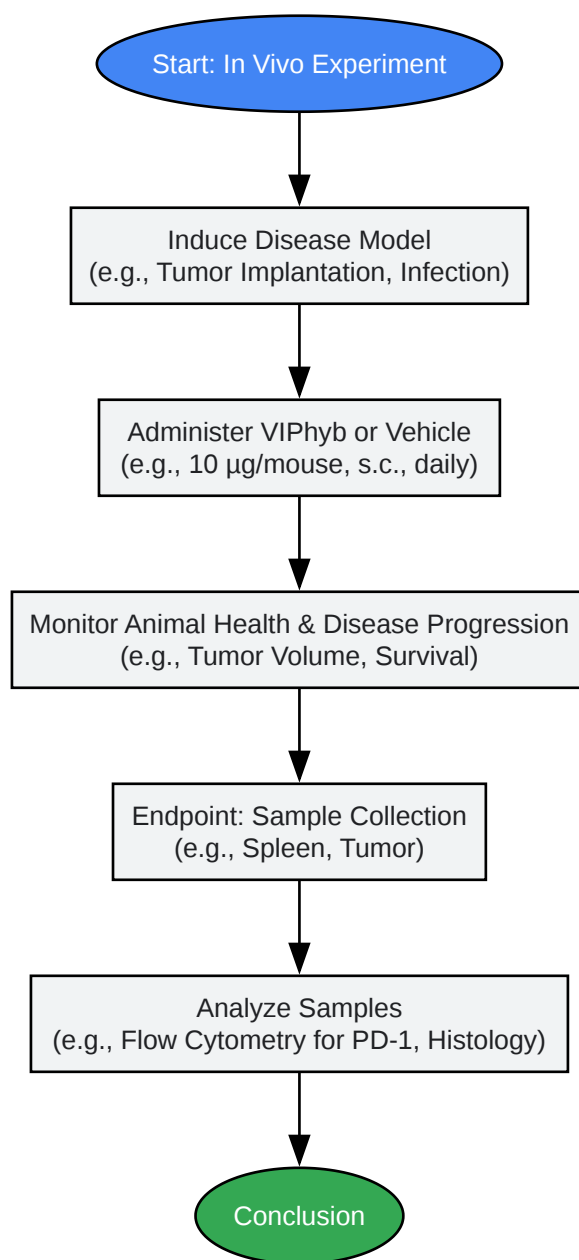 Start: In Vivo Experiment
Induce Disease Model
(e.g., Tumor Implantation, Infection)
Administer VIPhyb or Vehicle
(e.g., 10 µg/mouse, s.c., daily)
Monitor Animal Health & Disease Progression
(e.g., Tumor Volume, Survival)
Endpoint: Sample Collection
(e.g., Spleen, Tumor)
Analyze Samples
(e.g., Flow Cytometry for PD-1, Histology)
Conclusion